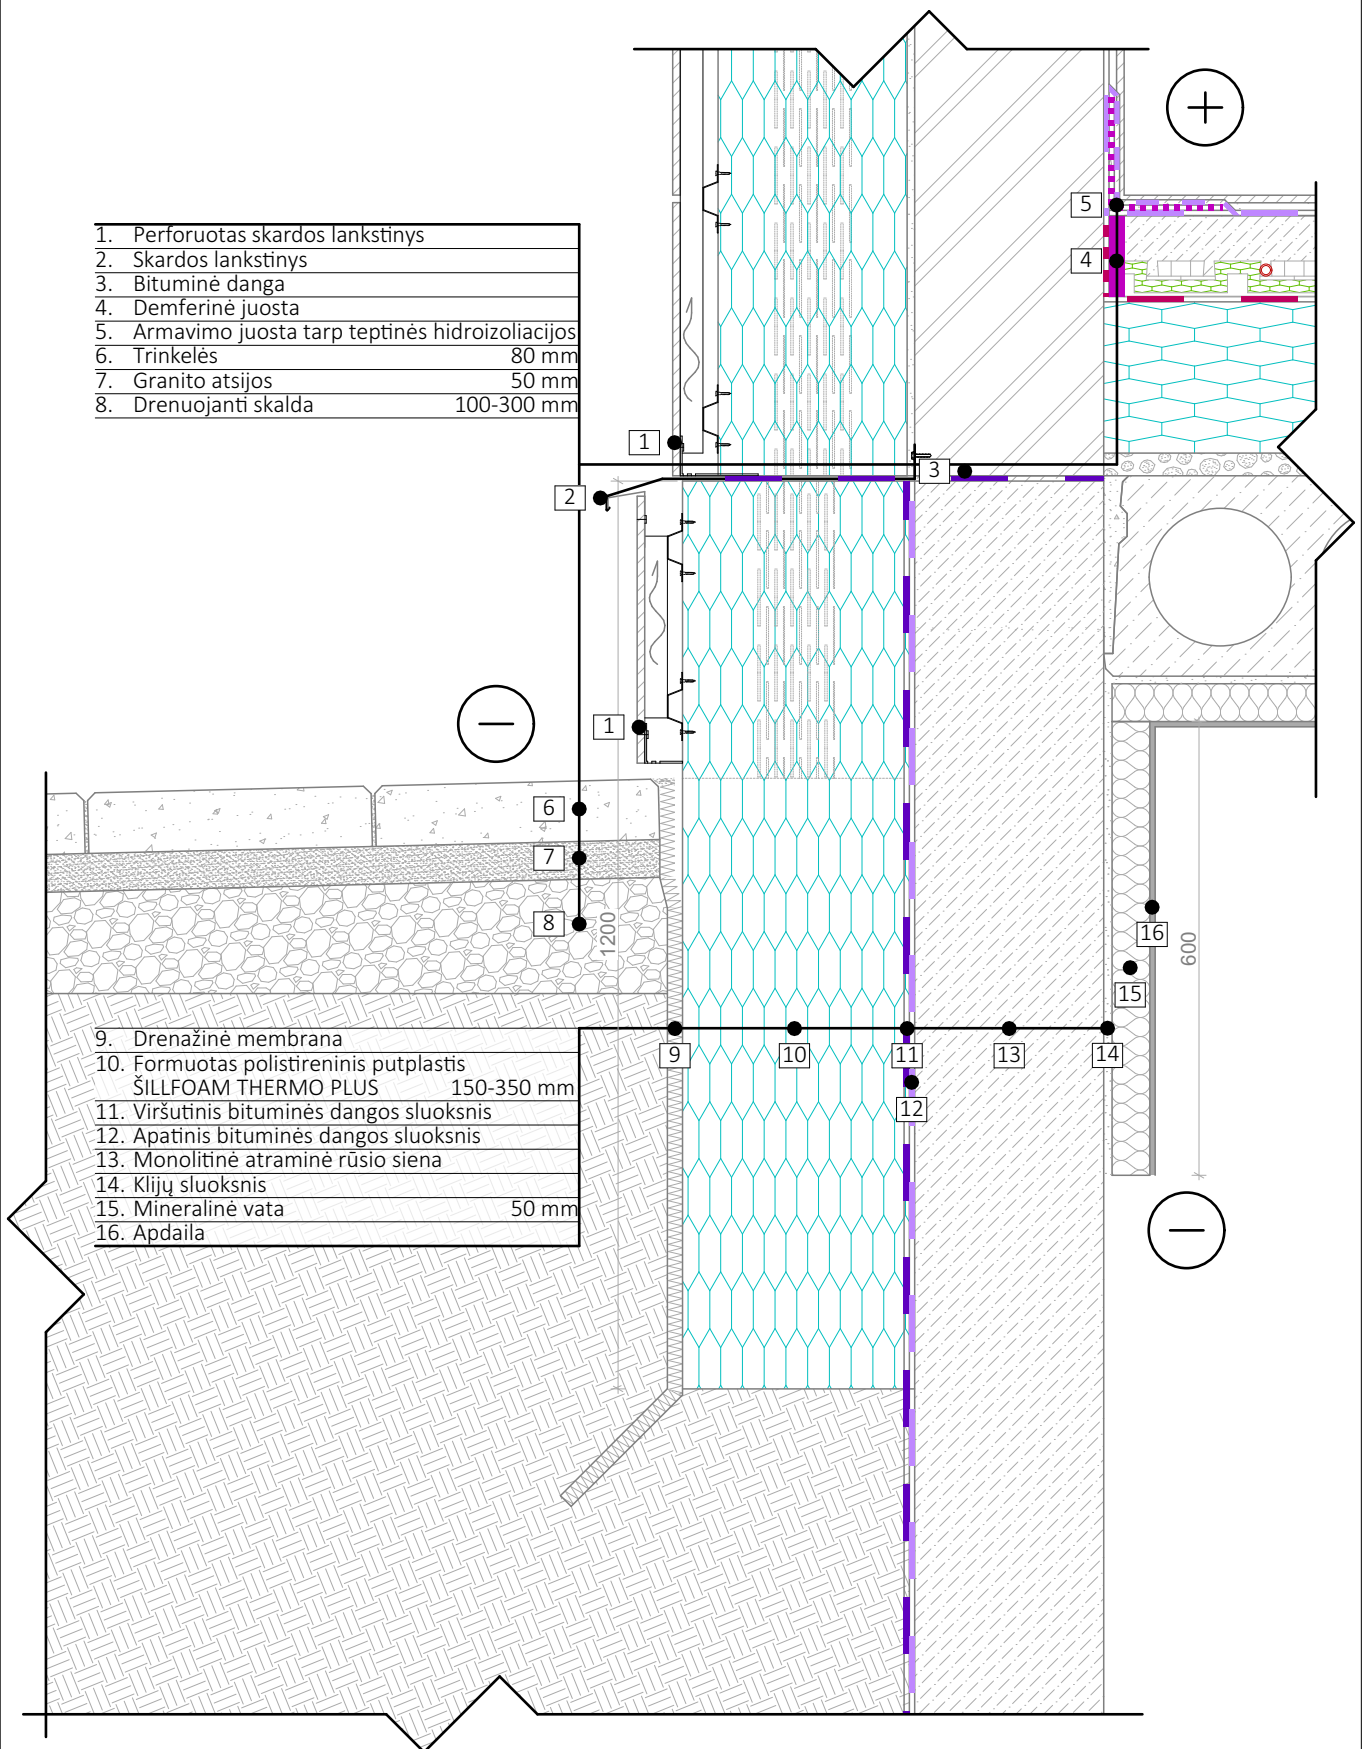 +
5
4
1. Perforuotas skardos lankstinys
2. Skardos lankstinys
3. Bituminė danga
4. Demferinė juosta
5. Armavimo juosta tarp teptinės hidroizoliacijos
6. Trinkelės 80 mm
7. Granito atsijos 50 mm
8. Drenuojanti skalda 100-300 mm
1
3
2
1
−
6
7
8
1200
16
600
15
9. Drenažinė membrana
10. Formuotas polistireninis putplastis
ŠILLFOAM THERMO PLUS 150-350 mm
11. Viršutinis bituminės dangos sluoksnis
12. Apatinis bituminės dangos sluoksnis
13. Monolitinė atraminė rūsio siena
14. Klijų sluoksnis
15. Mineralinė vata 50 mm
16. Apdaila
9 10 11 13 14
12
−